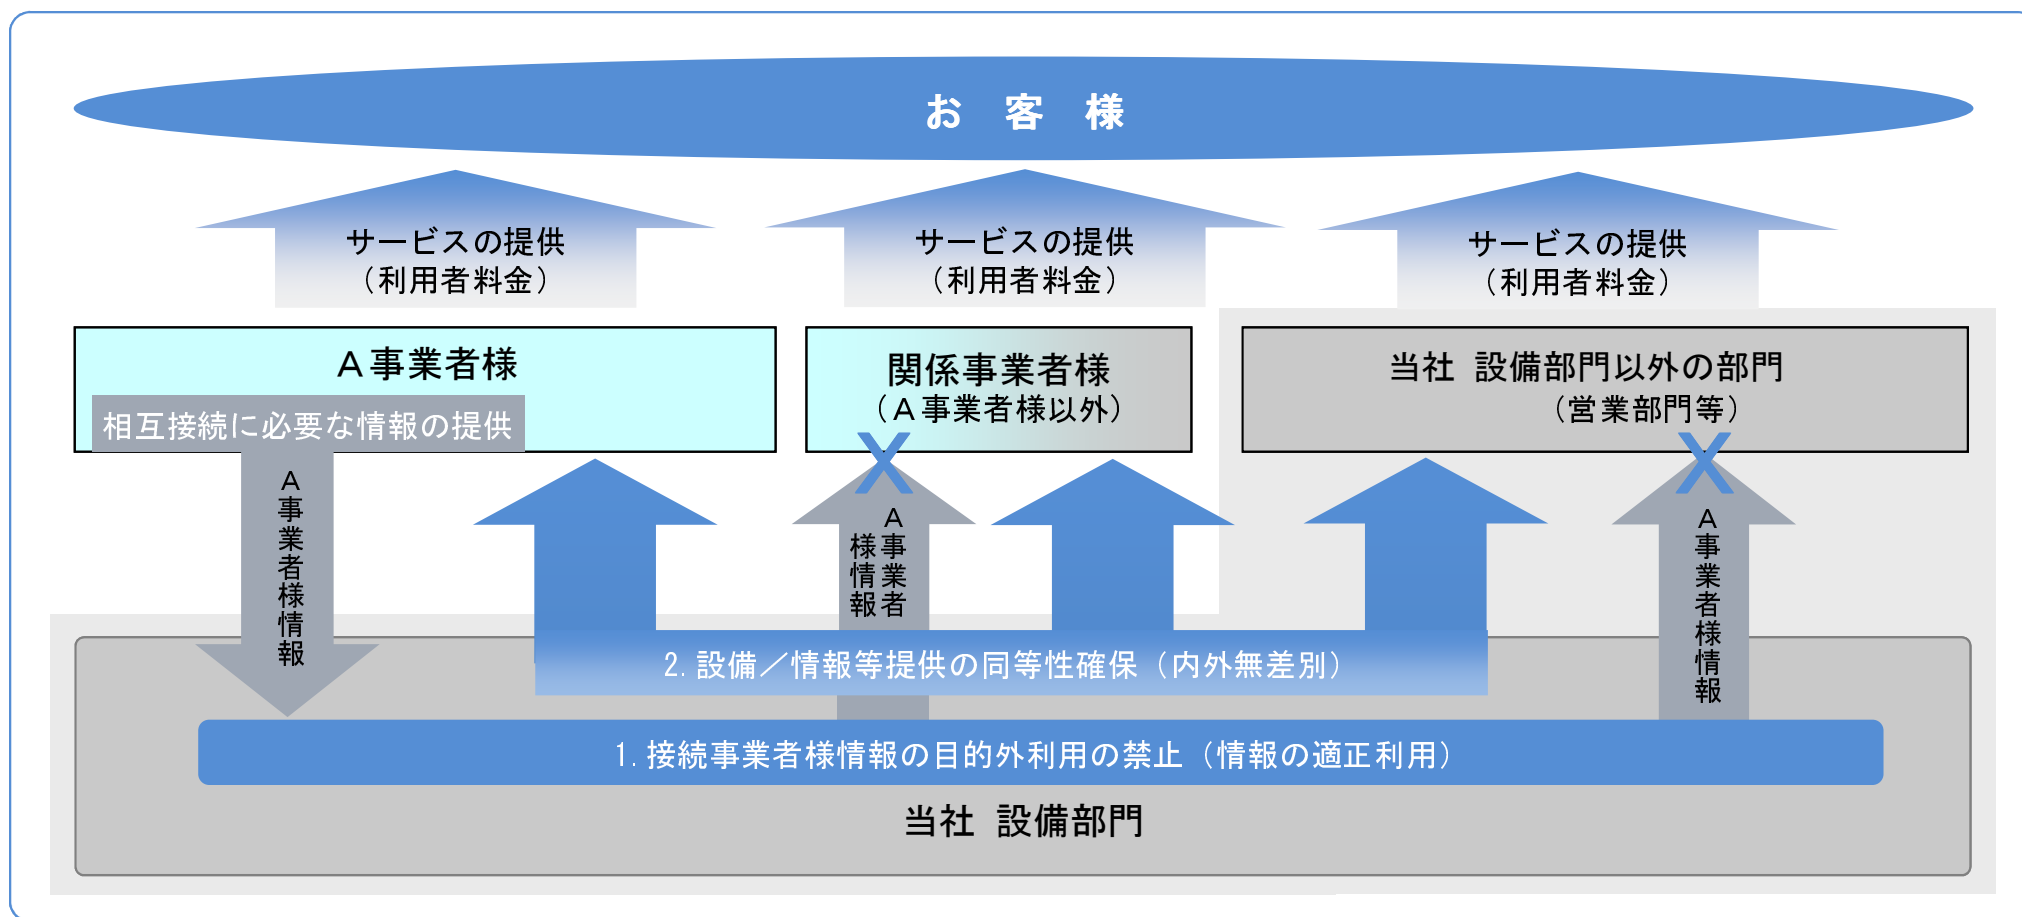 お 客 様
サービスの提供
（利用者料金）
サービスの提供
（利用者料金）
サービスの提供
（利用者料金）
Ａ事業者様
相互接続に必要な情報の提供
関係事業者様
（Ａ事業者様以外）
当社 設備部門以外の部門
（営業部門等）
X
X
Ａ事業者様情報
Ａ事業者
様情報
Ａ事業者様情報
2.設備／情報等提供の同等性確保（内外無差別）
1.接続事業者様情報の目的外利用の禁止（情報の適正利用）
当社 設備部門